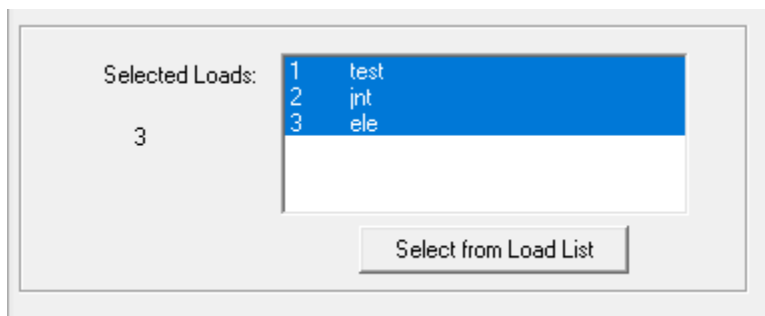 Selected Loads:
1 test
2 jnt
3 ele
3
Select from Load List